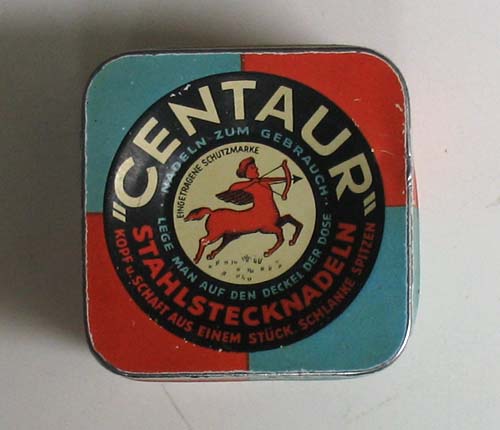 "CENTAUR"
NADELN ZUM GEBRAUCH
LEGE MAN AUF DEN DECKEL DER DOSE
EINGETRAGENE SCHUTZMARKE
STAHLSTECKNADELN
KOPF u. SCHAFT AUS EINEM STÜCK. SCHLANKE SPITZEN